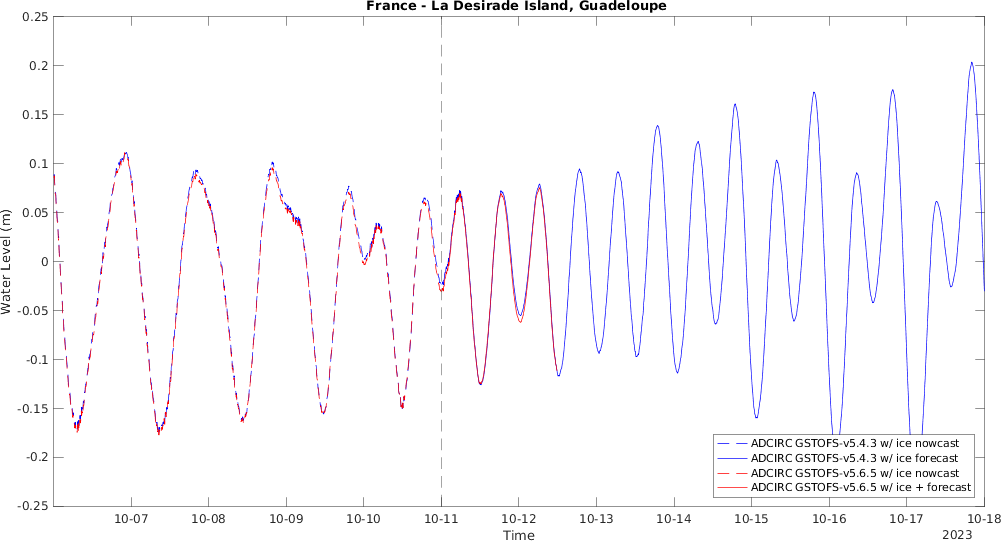 France - La Desirade Island, Guadeloupe
0.25
0.2
0.15
0.1
0.05
0
-0.05
-0.1
-0.15
-0.2
-0.25
Water Level (m)
10-07 10-08 10-09 10-10 10-11 10-12 10-13 10-14 10-15 10-16 10-17 10-18
Time
2023
ADCIRC GSTOFS-v5.4.3 w/ ice nowcast
ADCIRC GSTOFS-v5.4.3 w/ ice forecast
ADCIRC GSTOFS-v5.6.5 w/ ice nowcast
ADCIRC GSTOFS-v5.6.5 w/ ice + forecast